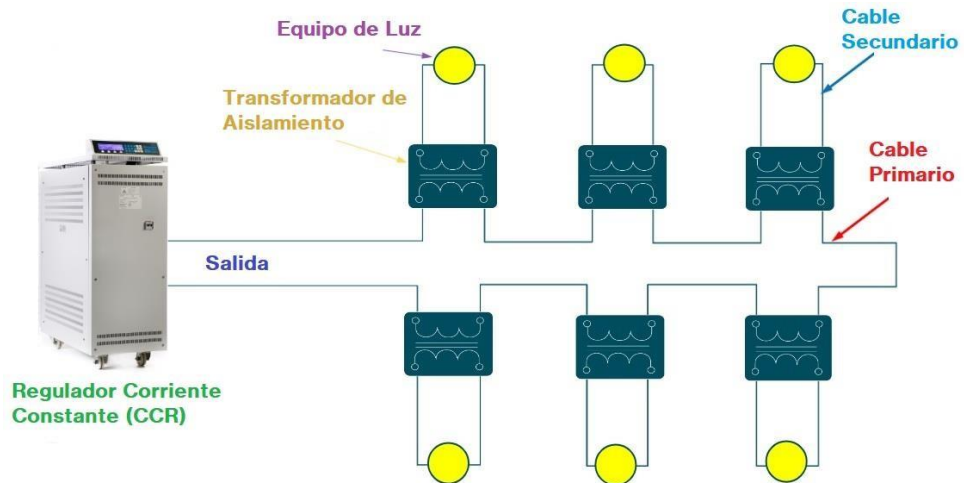 Equipo de Luz
Cable
Secundario
Transformador de
Aislamiento
Cable
Primario
Salida
Regulador Corriente
Constante (CCR)